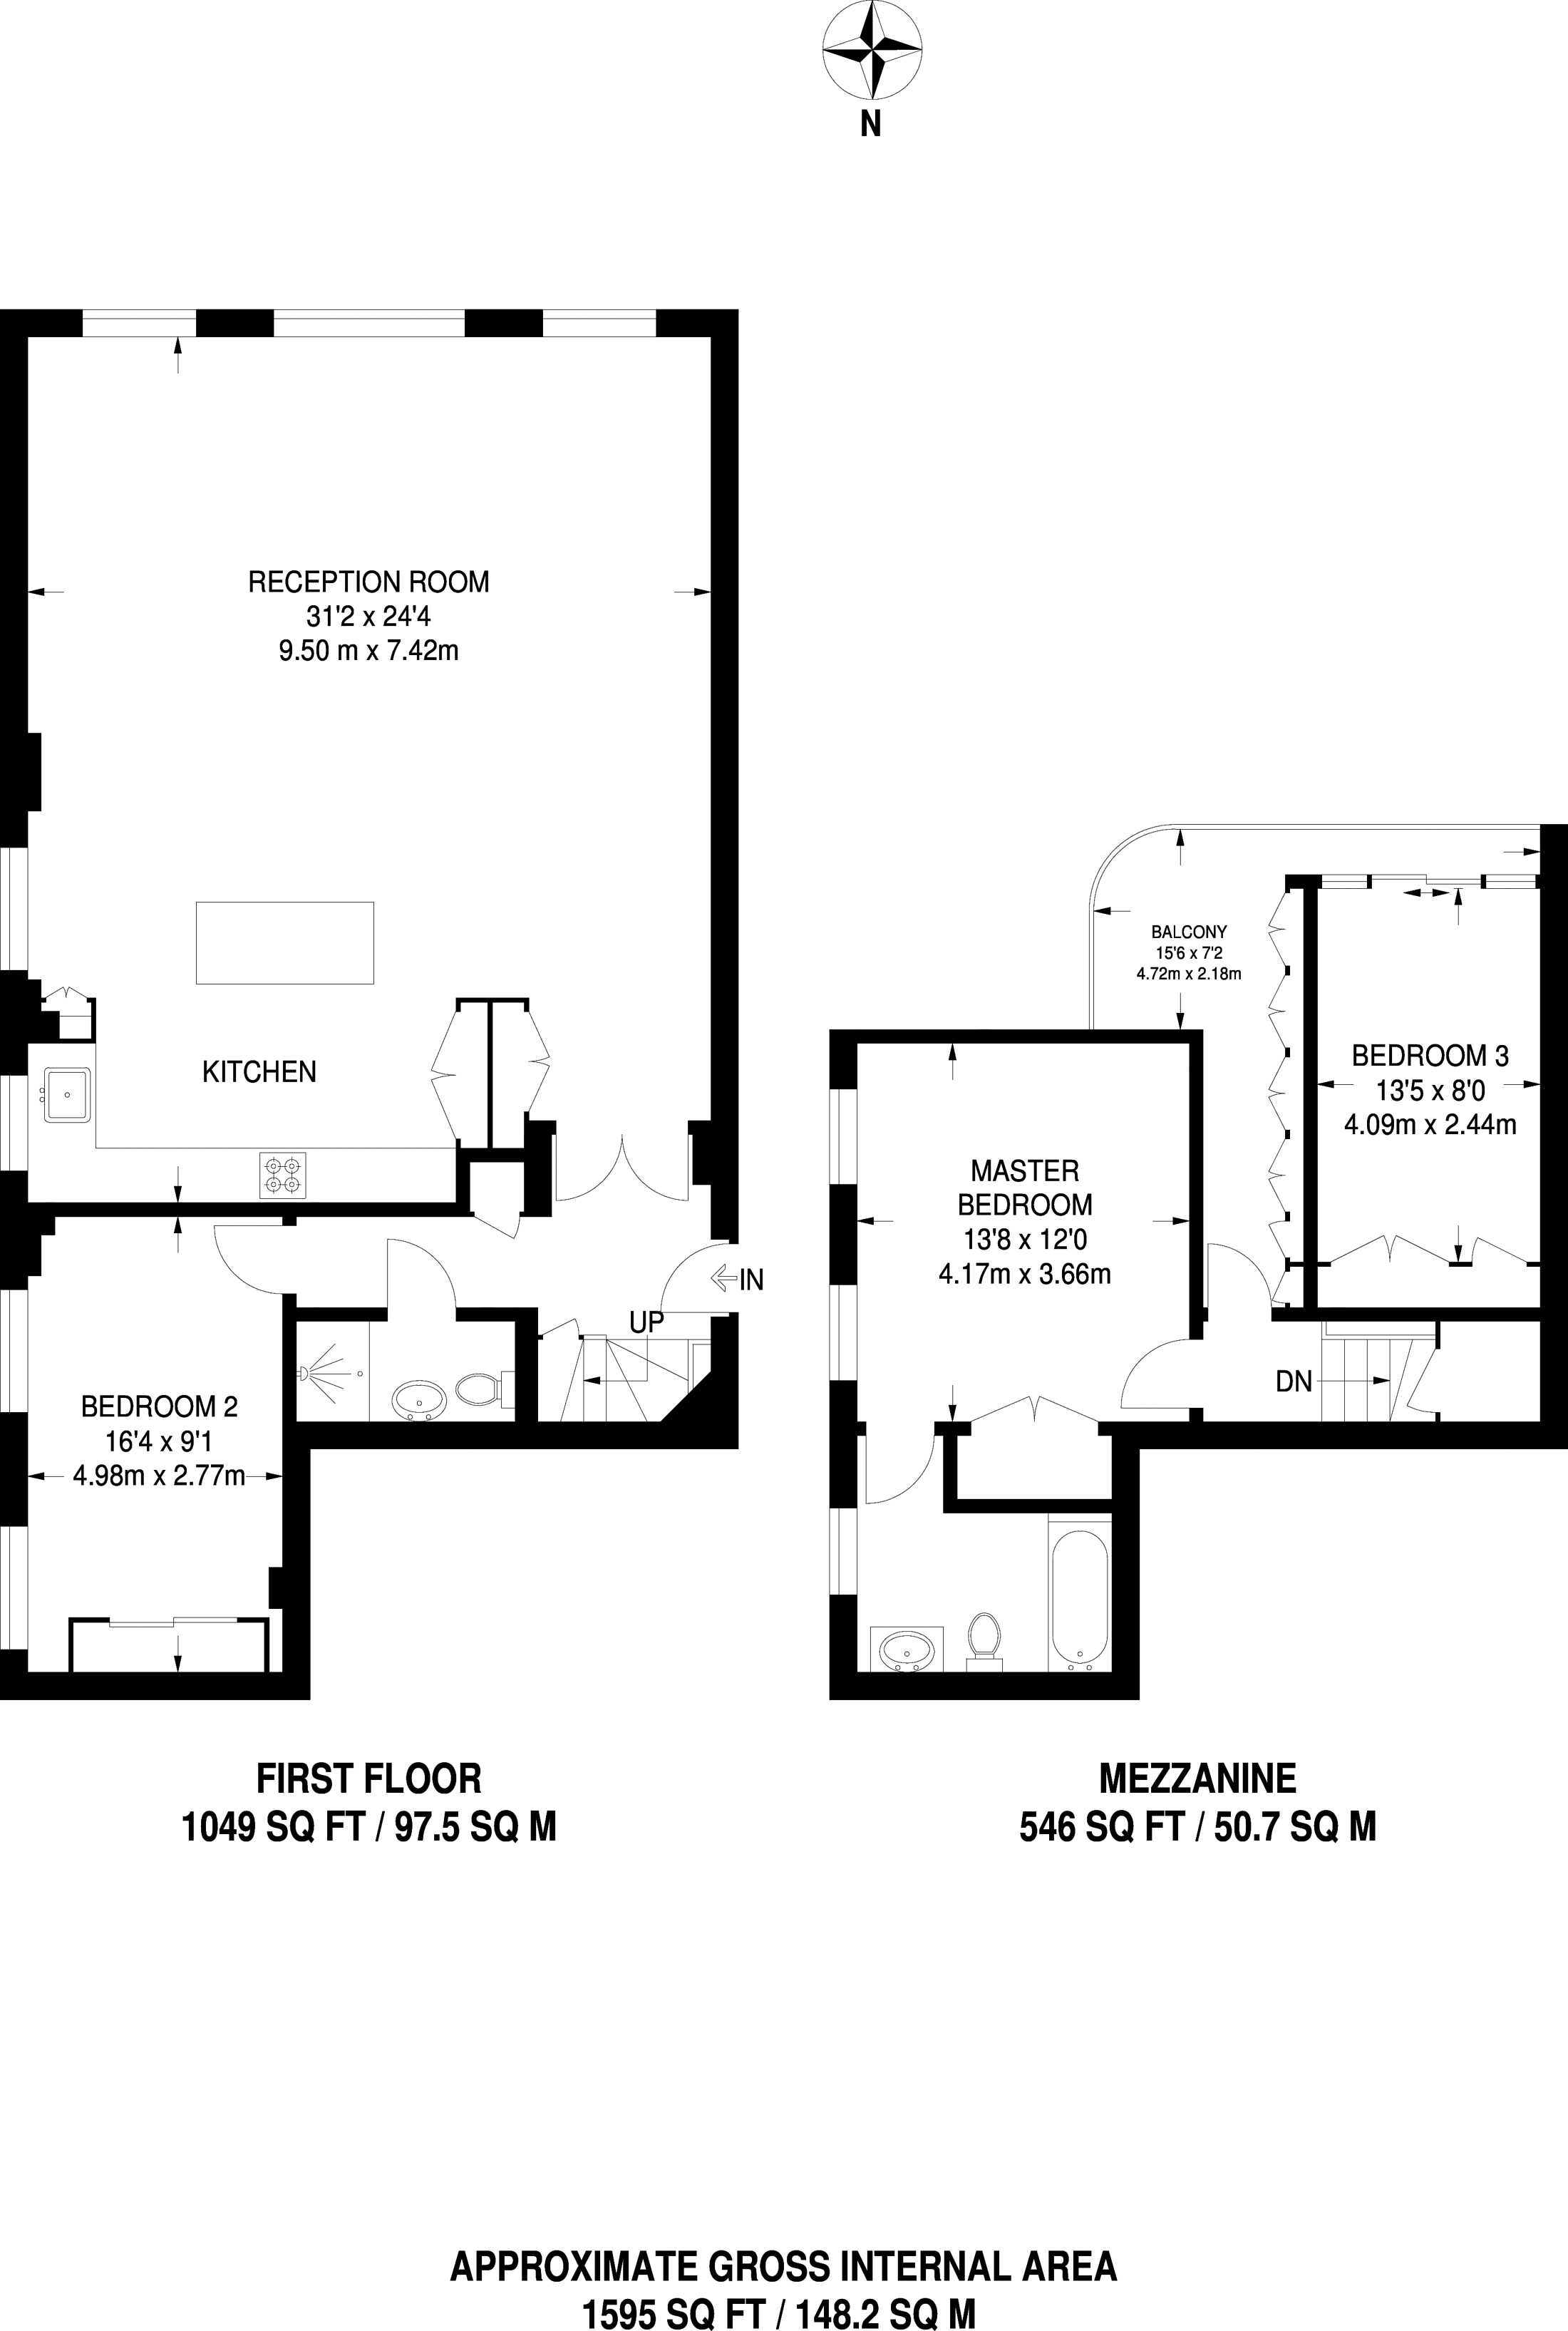 N
RECEPTION ROOM
31'2 x 24'4
9.50 m x 7.42m
KITCHEN
IN
UP
BEDROOM 2
16'4 x 9'1
4.98m x 2.77m
BALCONY
15'6 x 7'2
4.72m x 2.18m
BEDROOM 3
13'5 x 8'0
4.09m x 2.44m
MASTER
BEDROOM
13'8 x 12'0
4.17m x 3.66m
DN
FIRST FLOOR
1049 SQ FT / 97.5 SQ M
MEZZANINE
546 SQ FT / 50.7 SQ M
APPROXIMATE GROSS INTERNAL AREA
1595 SQ FT / 148.2 SQ M